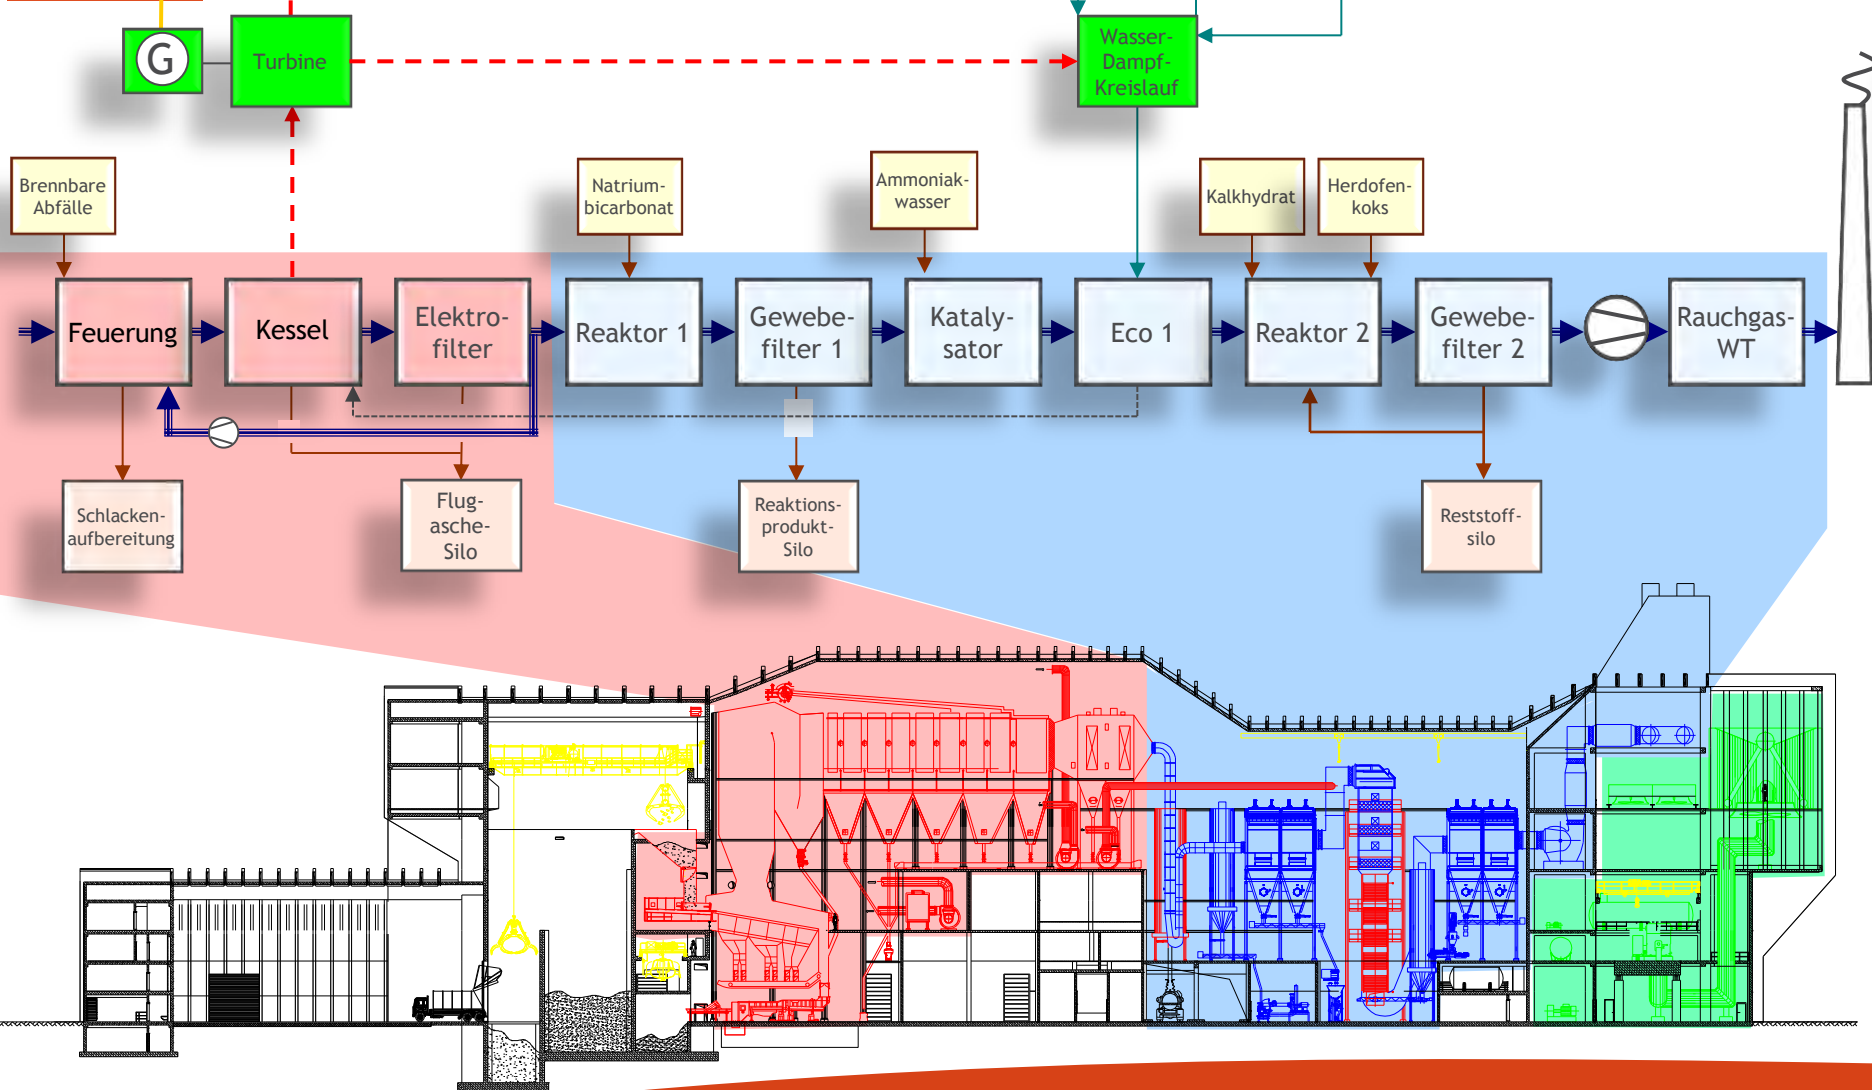 G
Turbine
Wasser-
Dampf-
Kreislauf
Brennbare
Abfälle
Natrium-
bicarbonat
Ammoniak-
wasser
Kalkhydrat
Herdofen-
koks
Feuerung
Kessel
Elektro-
filter
Reaktor 1
Gewebe-
filter 1
Kataly-
sator
Eco 1
Reaktor 2
Gewebe-
filter 2
Rauchgas-
WT
Schlacken-
aufbereitung
Flug-
asche-
Silo
Reaktions-
produkt-
Silo
Reststoff-
silo